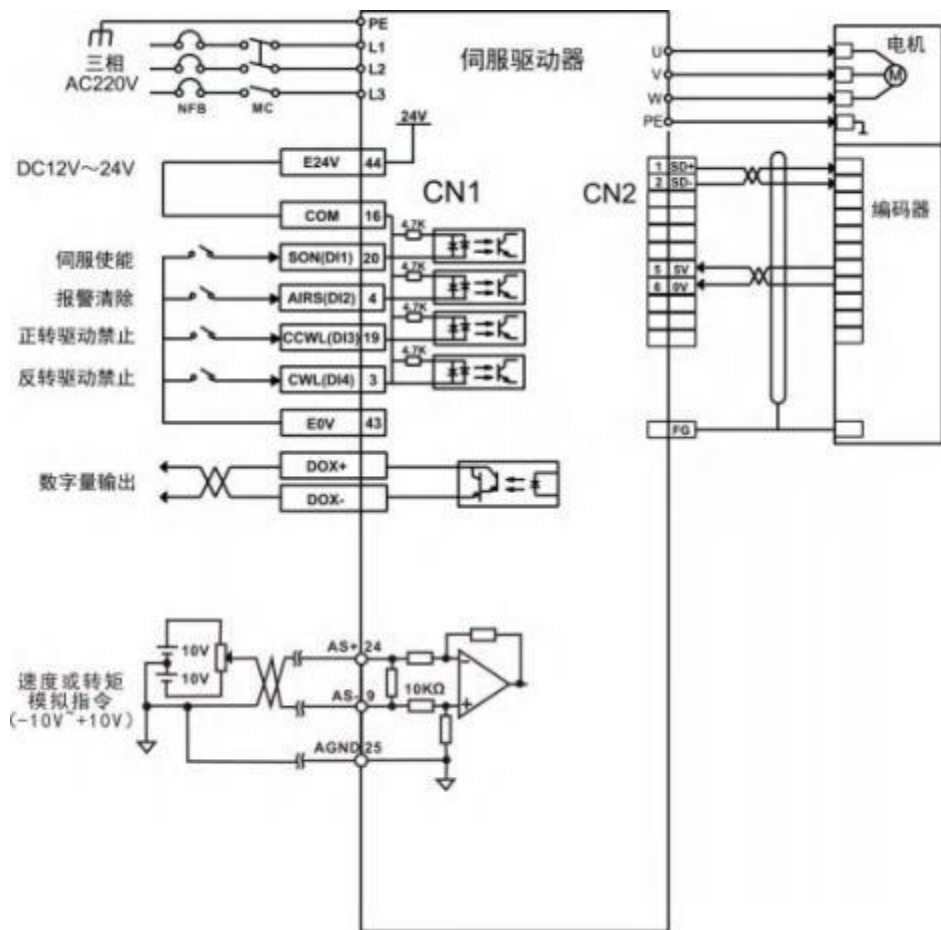 PE
L1
L2
L3
三相
AC220V
NFB
MC
伺服驱动器
U
V
W
PE
电机
M
24V
DC12V～24V
E24V 44
CN1
CN2
1 SD+
2 SD-
编码器
COM 16
4.7K
伺服使能
SON(DI1) 20
4.7K
5 5V
6 0V
报警清除
AIRS(DI2) 4
4.7K
正转驱动禁止
CCWL(DI3) 19
4.7K
反转驱动禁止
CWL(DI4) 3
E0V 43
FG
数字量输出
DOX+
DOX-
AS+ 24
10V
10V
速度或转矩
模拟指令
(-10V~+10V)
AS- 9
10KΩ
AGND 25